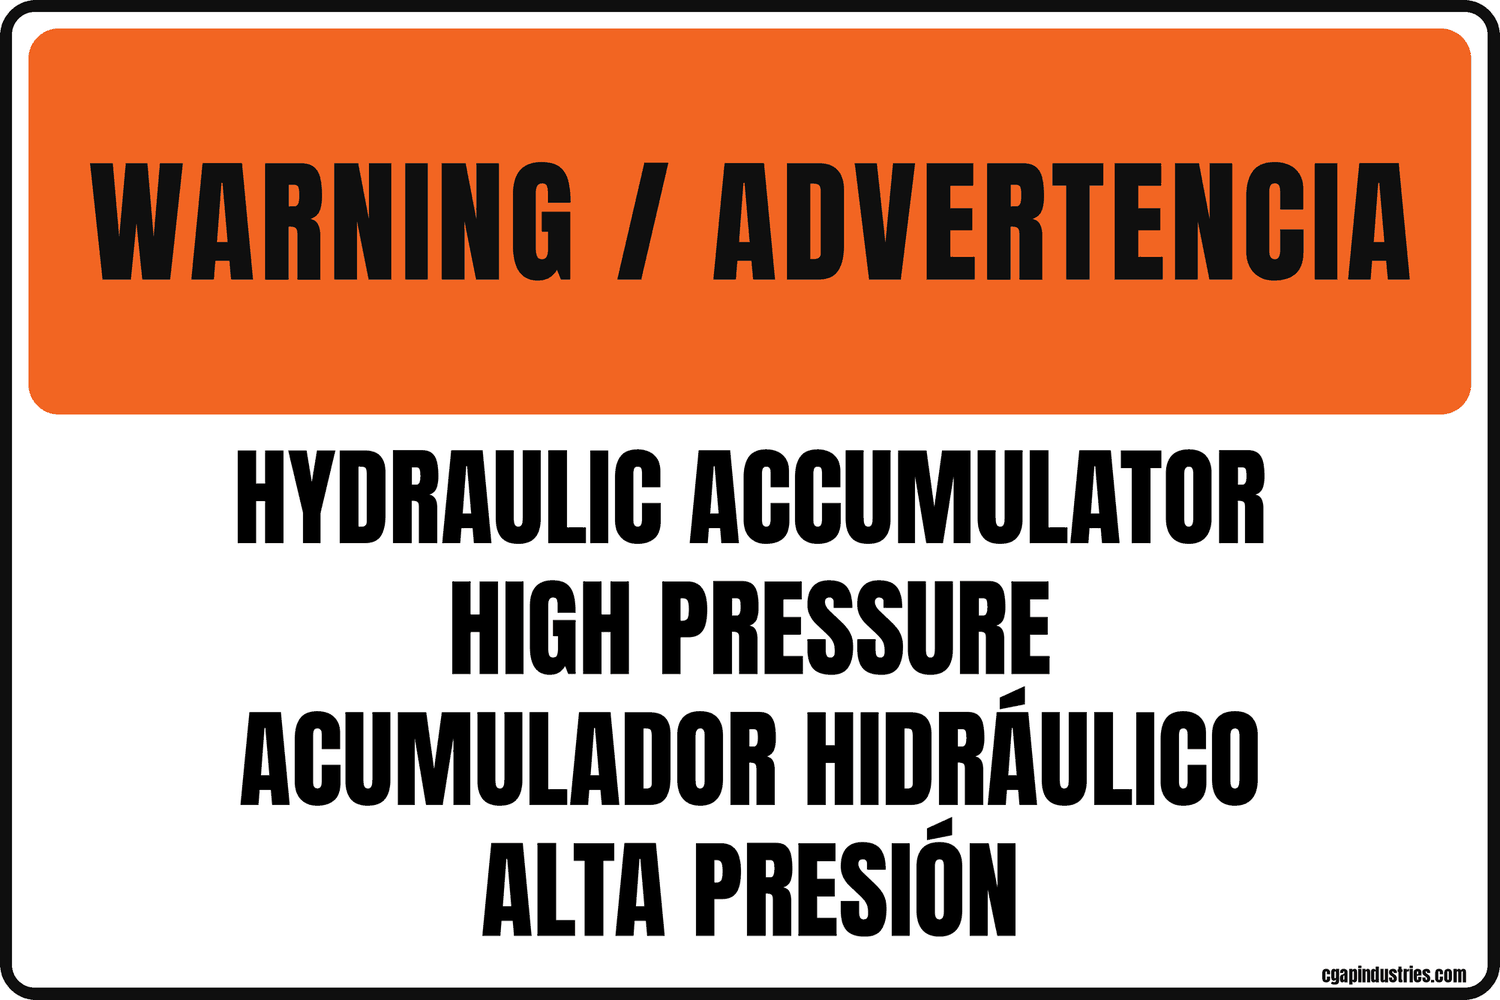 WARNING / ADVERTENCIA
HYDRAULIC ACCUMULATOR
HIGH PRESSURE
ACUMULADOR HIDRÁULICO
ALTA PRESIÓN
cgapindustries.com